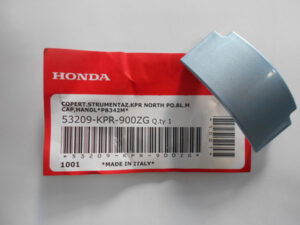 HONDA
COPERT.STRUMENTAZ.KPR NORTH PO.BL.M
CAP,HANDL*PB342M*
53209-KPR-900ZG Q.ty 1
*53209-KPR-900ZG*
1001 *MADE IN ITALY*